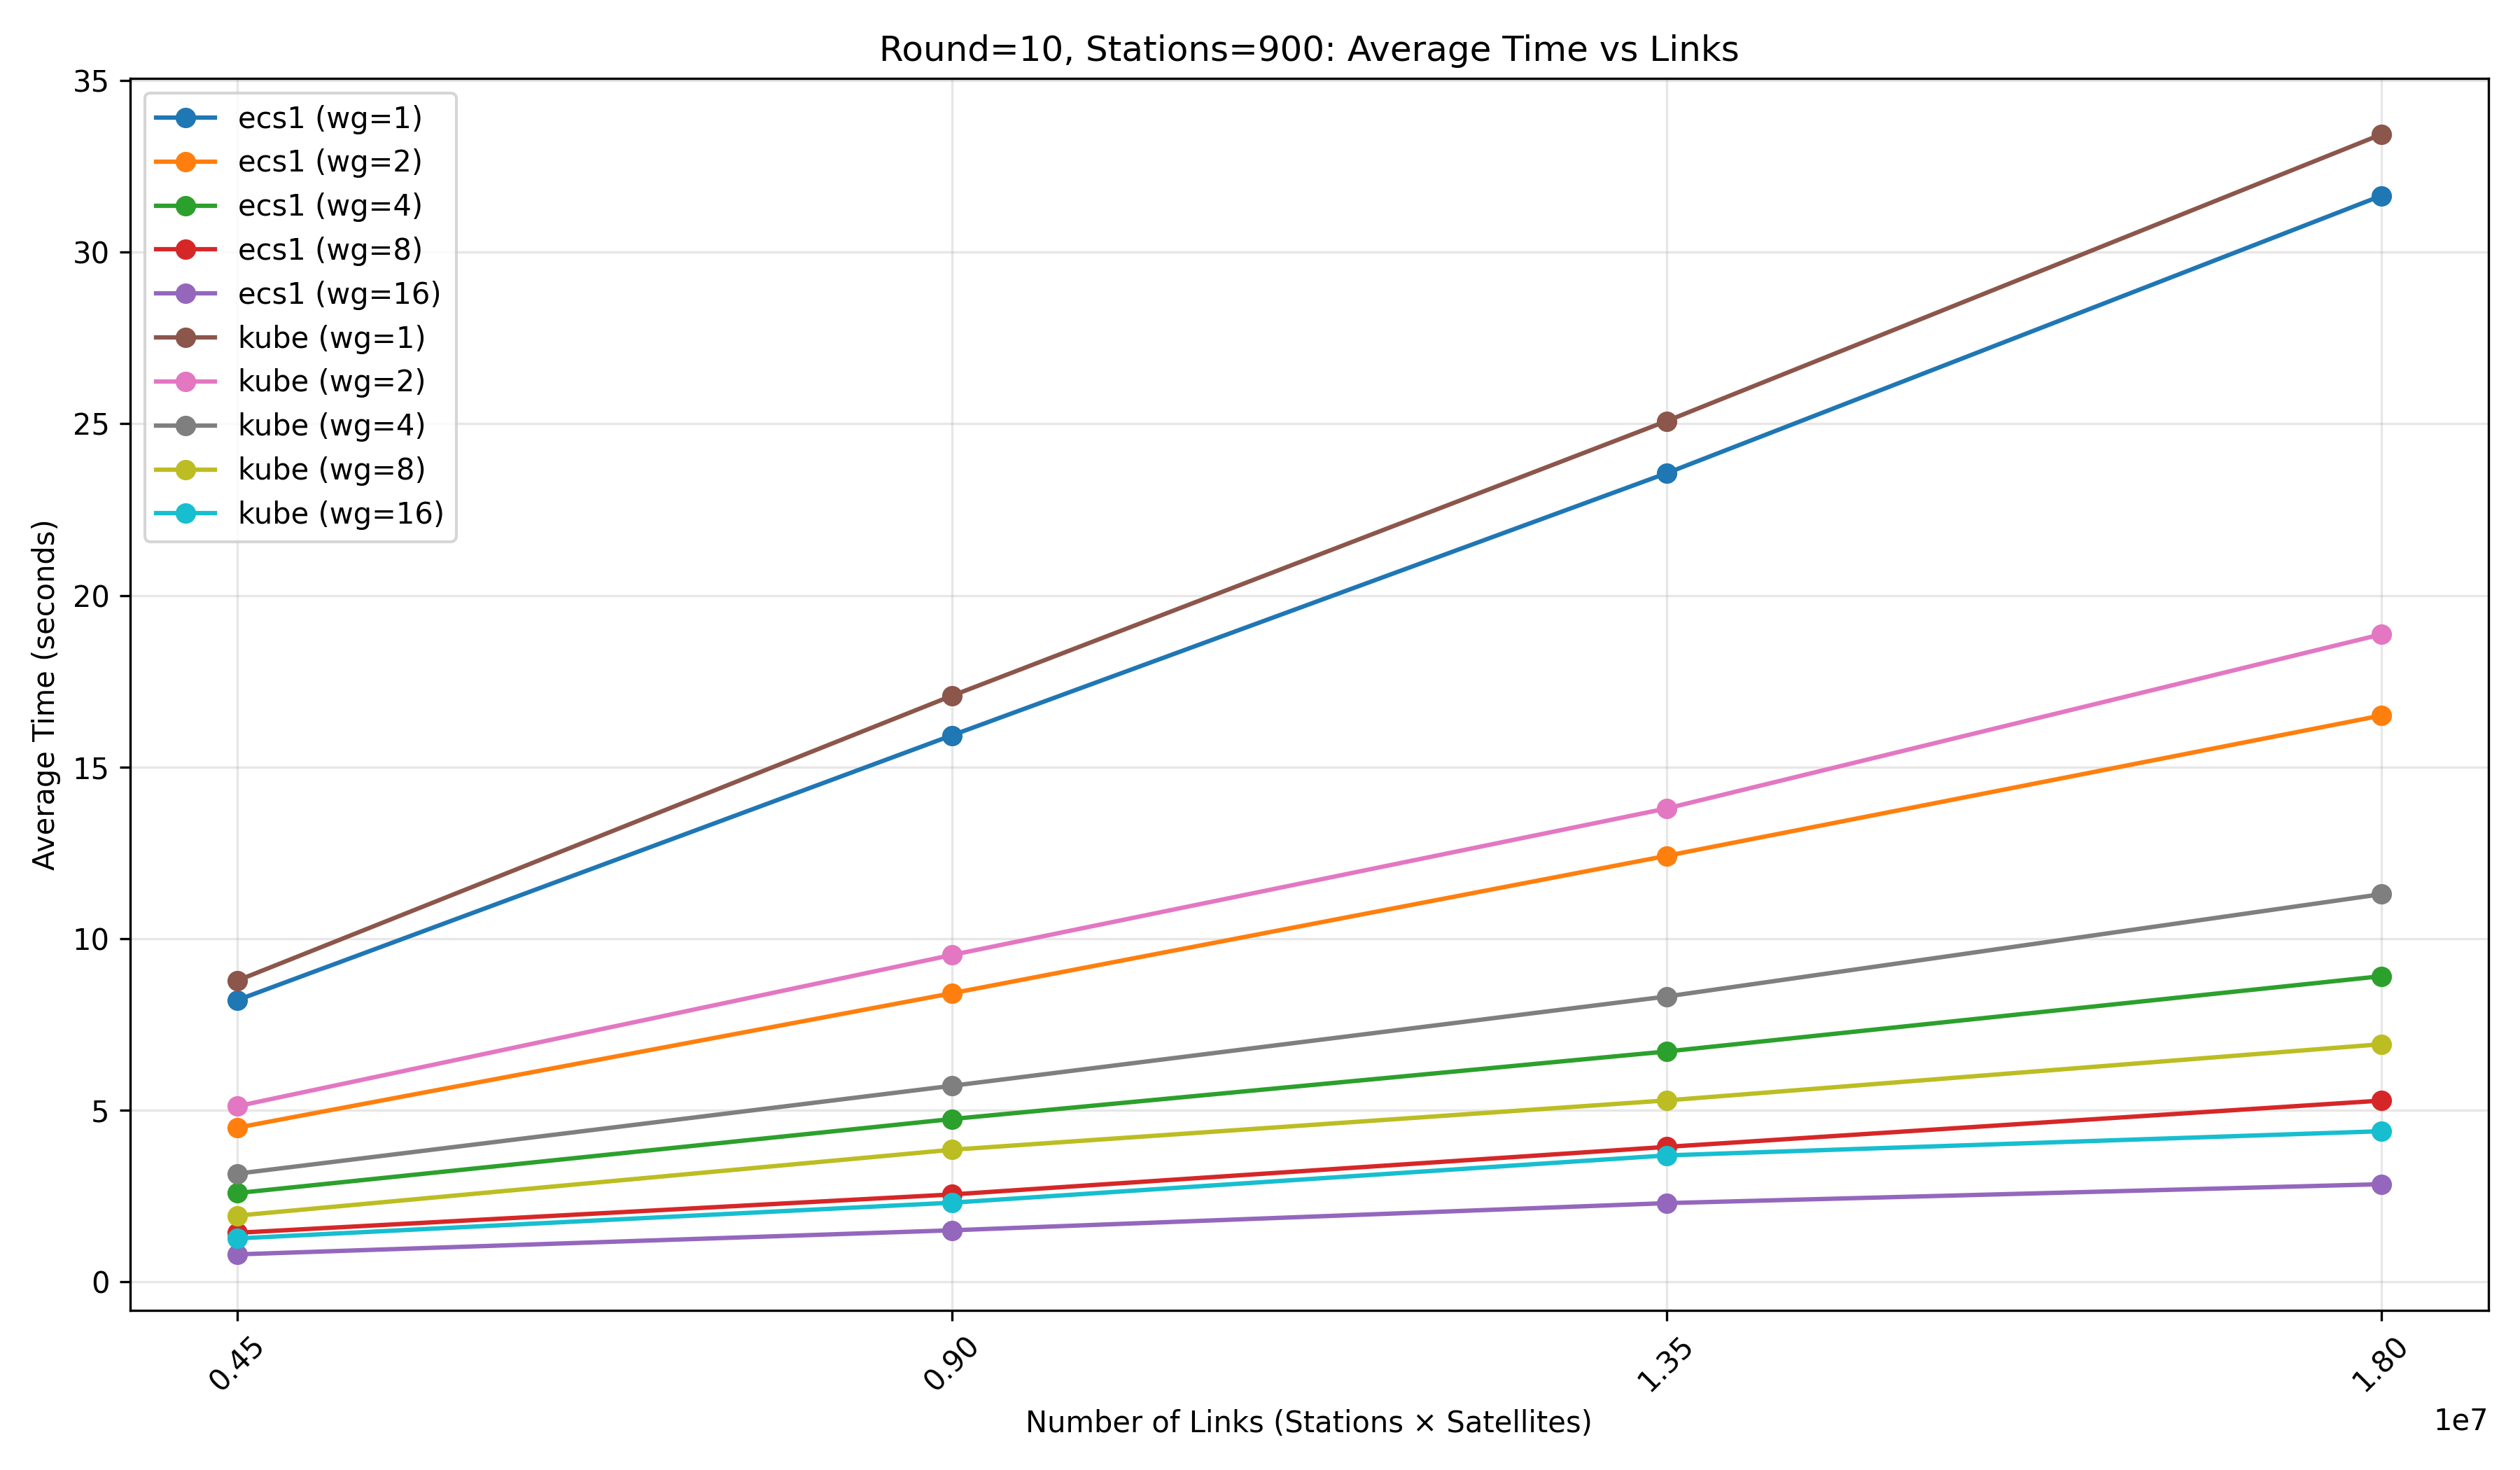 Round=10, Stations=900: Average Time vs Links
35
30
25
20
15
10
5
0
Average Time (seconds)
ecs1 (wg=1)
ecs1 (wg=2)
ecs1 (wg=4)
ecs1 (wg=8)
ecs1 (wg=16)
kube (wg=1)
kube (wg=2)
kube (wg=4)
kube (wg=8)
kube (wg=16)
0.45
0.90
1.35
1.80
1e7
Number of Links (Stations × Satellites)